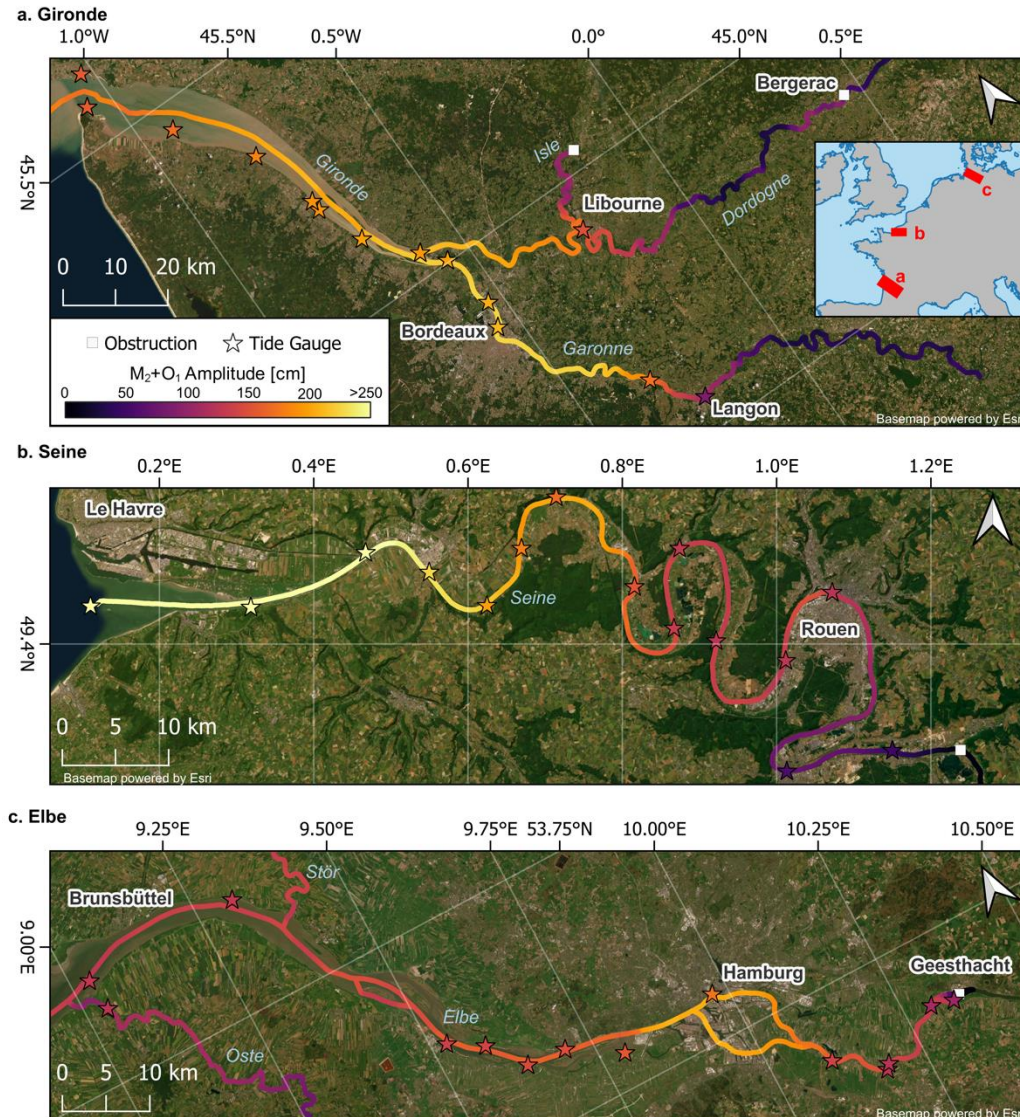 a. Gironde
1.0°W 45.5°N 0.5°W 0.0° 45.0°N 0.5°E
45.5°N
Bergerac
Isle
Gironde
Libourne
Dordogne
c
b
a
0 10 20 km
Bordeaux
Garonne
Langon
Obstruction Tide Gauge
M₂+O₁ Amplitude [cm]
0 50 100 150 200 >250
Basemap powered by Esri
b. Seine
0.2°E 0.4°E 0.6°E 0.8°E 1.0°E 1.2°E
Le Havre
Seine
49.4°N
Rouen
0 5 10 km
Basemap powered by Esri
c. Elbe
9.25°E 9.50°E 9.75°E 53.75°N 10.00°E 10.25°E 10.50°E
Stör
Brunsbüttel
9.00°E
Hamburg
Geesthacht
Elbe
Oste
0 5 10 km
Basemap powered by Esri